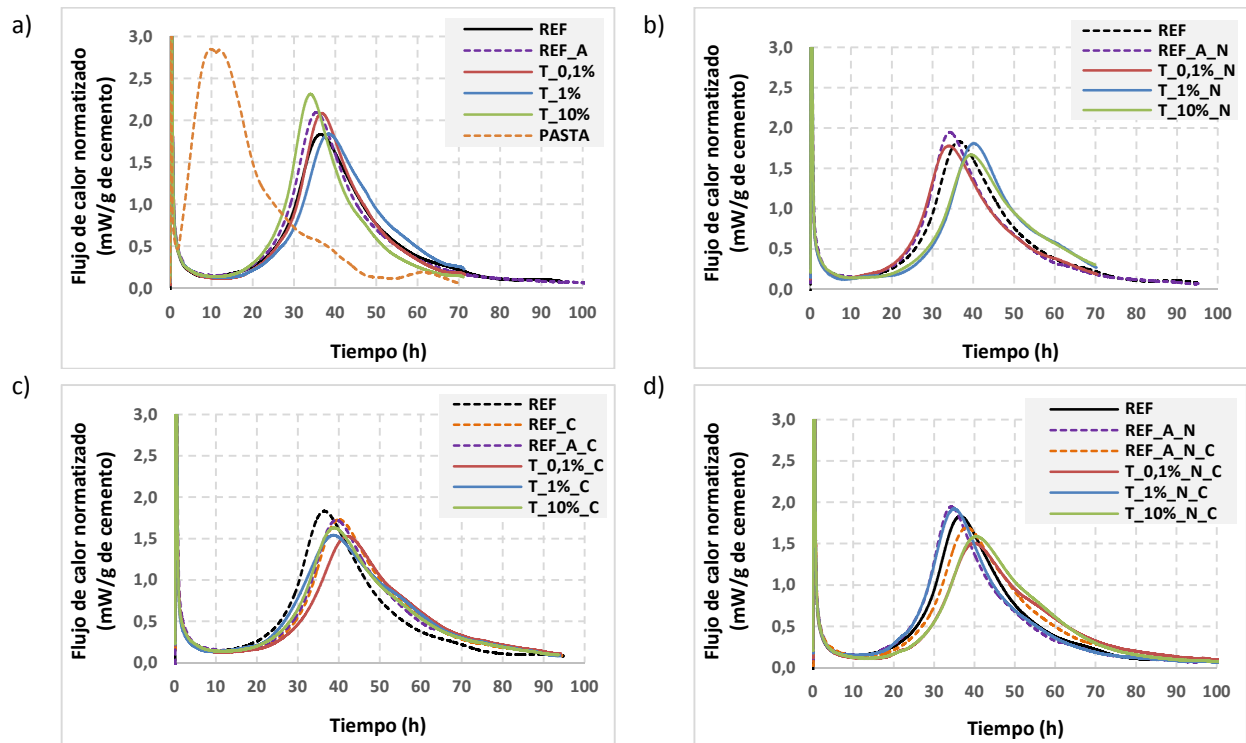 a)
Flujo de calor normatizado
(mW/g de cemento)
3,0
2,5
2,0
1,5
1,0
0,5
0,0
0 10 20 30 40 50 60 70 80 90 100
Tiempo (h)
REF
REF_A
T_0,1%
T_1%
T_10%
PASTA
b)
Flujo de calor normatizado
(mW/g de cemento)
3,0
2,5
2,0
1,5
1,0
0,5
0,0
0 10 20 30 40 50 60 70 80 90 100
Tiempo (h)
REF
REF_A_N
T_0,1%_N
T_1%_N
T_10%_N
c)
Flujo de calor normatizado
(mW/g de cemento)
3,0
2,5
2,0
1,5
1,0
0,5
0,0
0 10 20 30 40 50 60 70 80 90 100
Tiempo (h)
REF
REF_C
REF_A_C
T_0,1%_C
T_1%_C
T_10%_C
d)
Flujo de calor normatizado
(mW/g de cemento)
3,0
2,5
2,0
1,5
1,0
0,5
0,0
0 10 20 30 40 50 60 70 80 90 100
Tiempo (h)
REF
REF_A_N
REF_A_N_C
T_0,1%_N_C
T_1%_N_C
T_10%_N_C